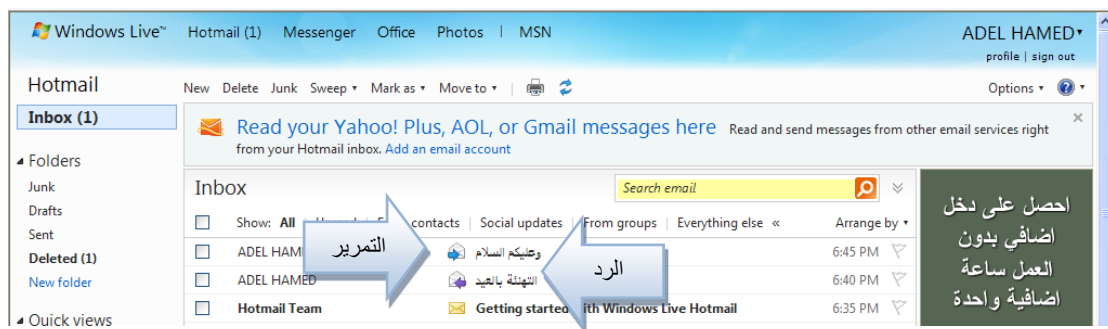 Windows Live™ Hotmail (1) Messenger Office Photos | MSN ADEL HAMED
profile | sign out
Hotmail
New Delete Junk Sweep Mark as Move to | Options
Inbox (1)
Read your Yahoo! Plus, AOL, or Gmail messages here Read and send messages from other email services right
from your Hotmail inbox. Add an email account
Folders
Junk
Drafts
Sent
Deleted (1)
New folder
Quick views
Inbox Search email
Show: All contacts | Social updates | From groups | Everything else « Arrange by
ADEL وعليكم السلام 6:45 PM
ADEL HAMED التهنئة بالعيد 6:40 PM
Hotmail Team Getting started with Windows Live Hotmail 6:35 PM
التمرير
الرد
احصل على دخل
اضافي بدون
العمل ساعة
اضافية واحدة